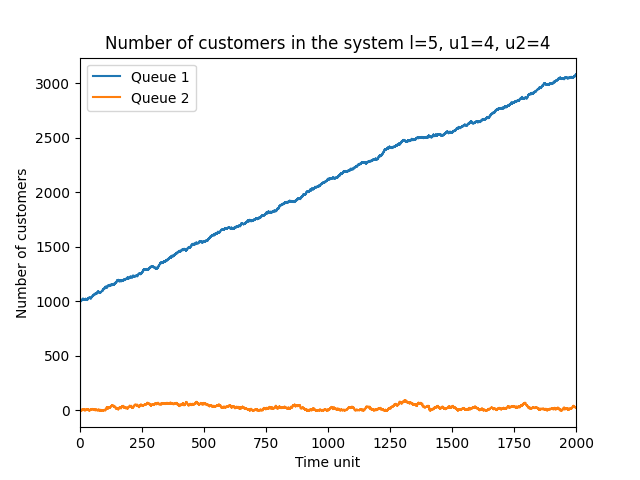 Number of customers in the system l=5, u1=4, u2=4
Queue 1
Queue 2
Number of customers
3000
2500
2000
1500
1000
500
0
0 250 500 750 1000 1250 1500 1750 2000
Time unit